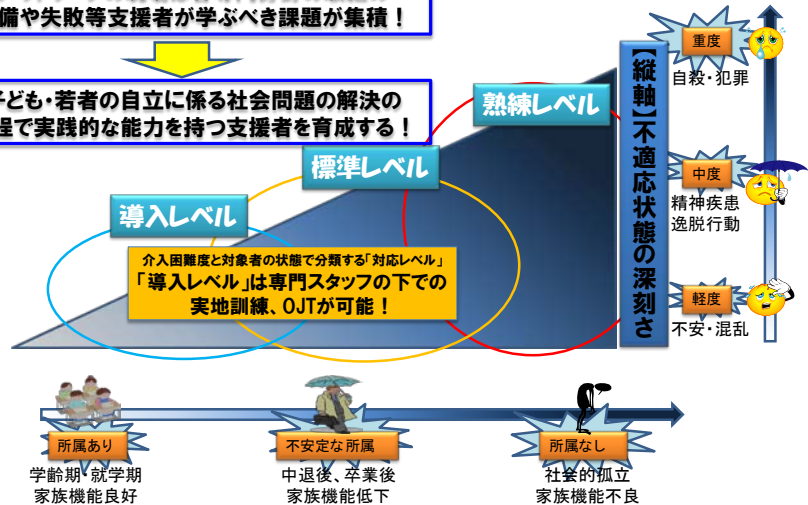 備や失敗等支援者が学ぶべき課題が集積！
子ども・若者の自立に係る社会問題の解決の
程で実践的な能力を持つ支援者を育成する！
熟練レベル
標準レベル
導入レベル
介入困難度と対象者の状態で分類する「対応レベル」
「導入レベル」は専門スタッフの下での
実地訓練、OJTが可能！
【縦軸】不適応状態の深刻さ
重度
自殺・犯罪
中度
精神疾患
逸脱行動
軽度
不安・混乱
所属あり
学齢期・就学期
家族機能良好
不安定な所属
中退後、卒業後
家族機能低下
所属なし
社会的孤立
家族機能不良